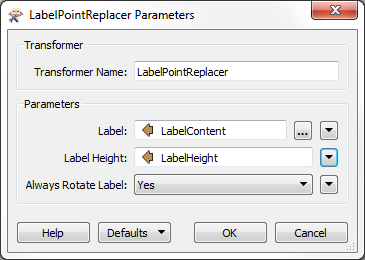 LabelPointReplacer Parameters
Transformer
Transformer Name: LabelPointReplacer
Parameters
Label: LabelContent ...
Label Height: LabelHeight
Always Rotate Label: Yes
Help Defaults OK Cancel